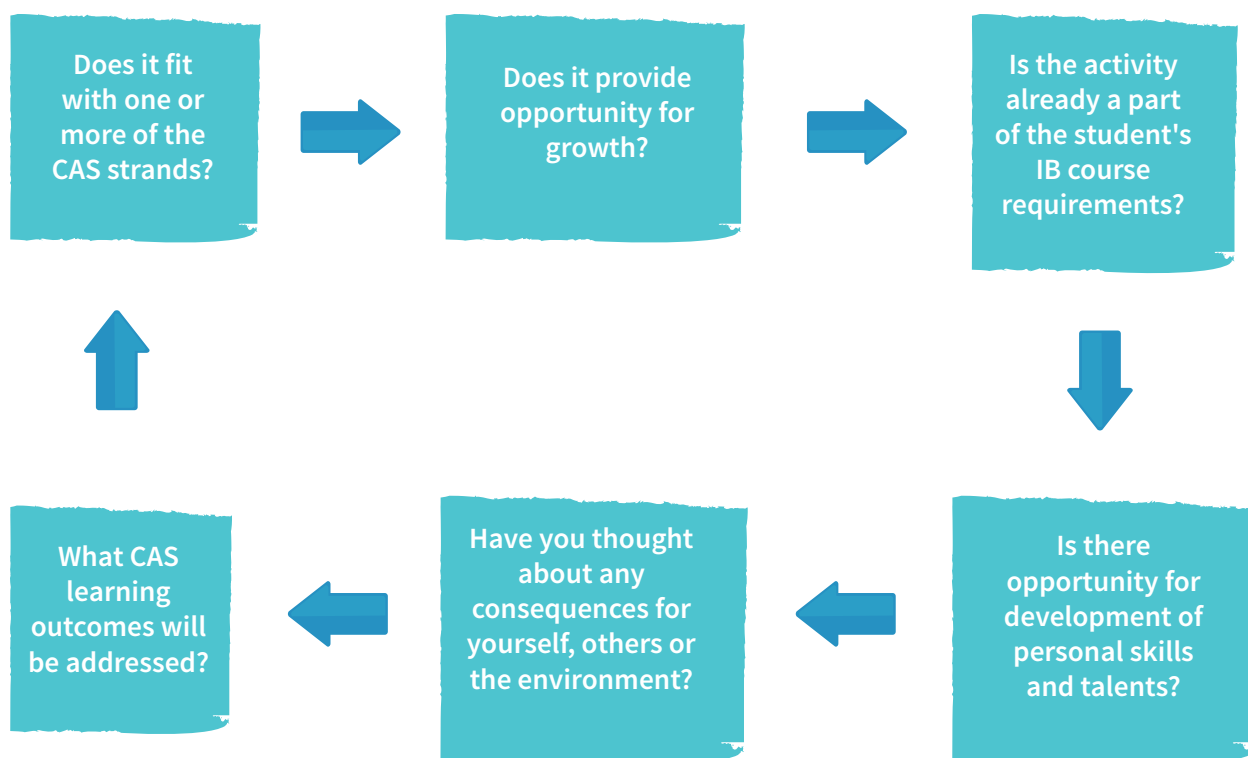 Does it fit
with one or
more of the
CAS strands?
Does it provide
opportunity for
growth?
Is the activity
already a part
of the student's
IB course
requirements?
Is there
opportunity for
development of
personal skills
and talents?
Have you thought
about any
consequences for
yourself, others or
the environment?
What CAS
learning
outcomes will
be addressed?